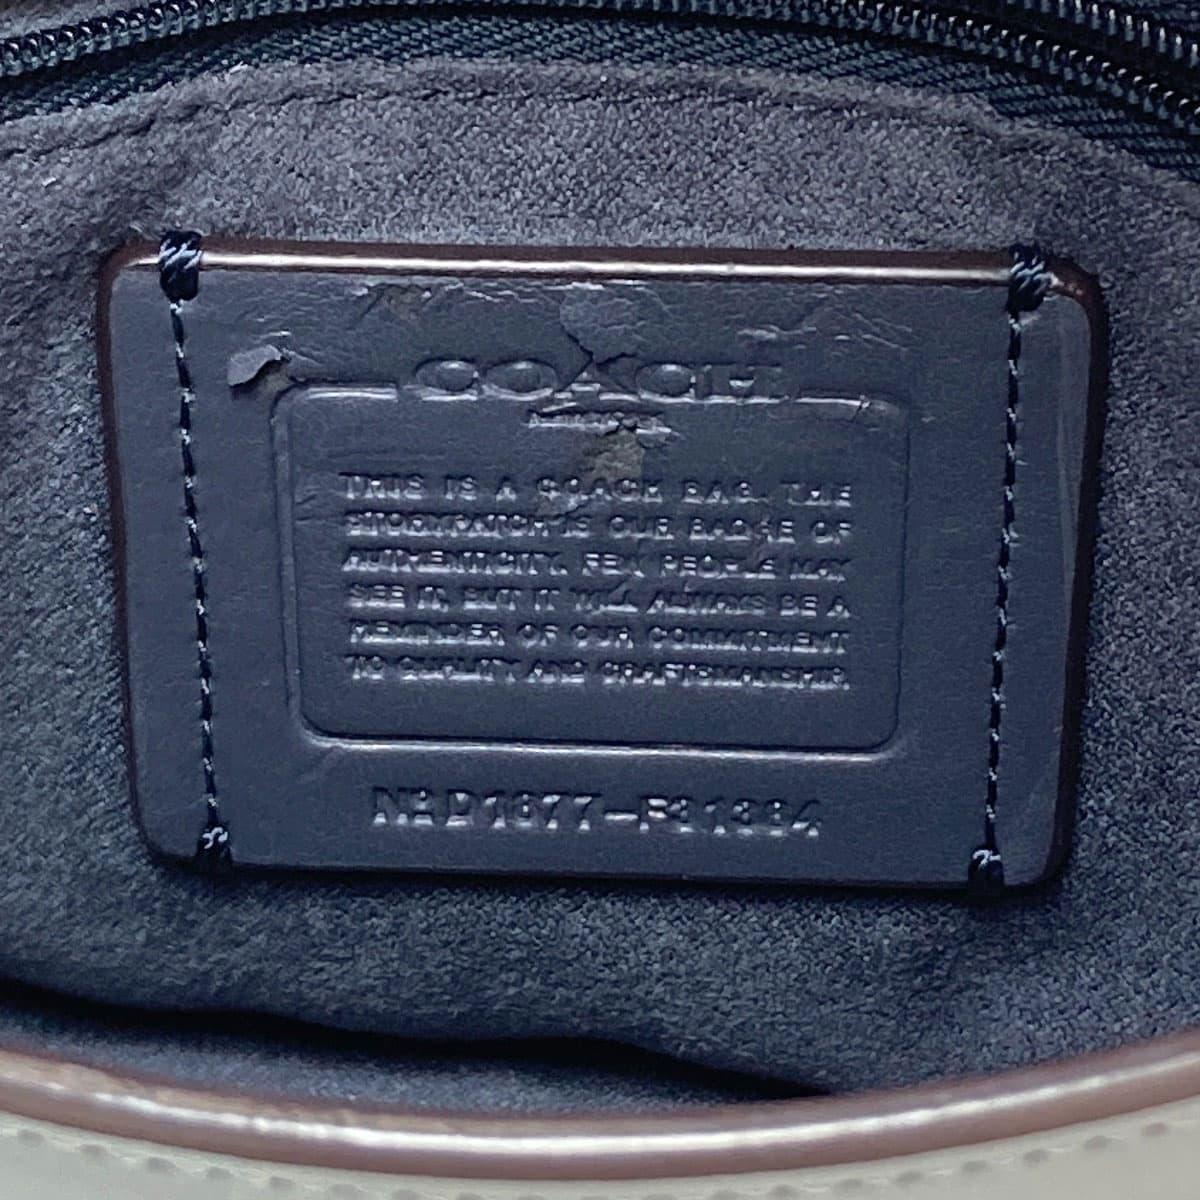 COACH
THIS IS A COACH BAG. THE
STORYPATCH IS OUR BADGE OF
AUTHENTICITY. FEW PEOPLE MAY
SEE IT, BUT IT WILL ALWAYS BE A
REMINDER OF OUR COMMITMENT
TO QUALITY AND CRAFTSMANSHIP.